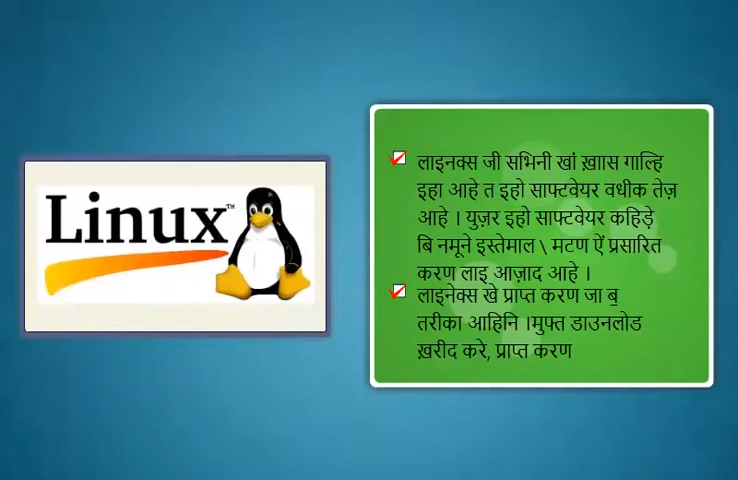 Linux™
लाइनक्स जी सभिनी खां ख़ाास गाल्हि
इहा आहे त इहो साफ्टवेयर वधीक तेज़
आहे । युज़र इहो साफ्टवेयर कहिड़े
बि नमूने इस्तेमाल \ मटण ऐं प्रसारित
करण लाइ आज़ाद आहे ।
लाइनेक्स खे प्राप्त करण जा ब॒
तरीका आहिनि ।मुफ्त डाउनलोड
ख़रीद करे, प्राप्त करण